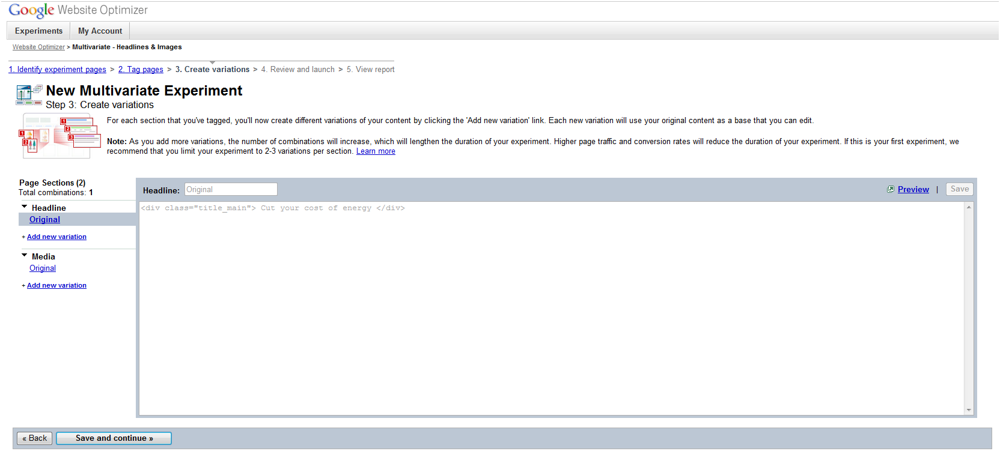 Google Website Optimizer
Experiments My Account
Website Optimizer > Multivariate - Headlines & Images
1. Identify experiment pages > 2. Tag pages > 3. Create variations > 4. Review and launch > 5. View report
New Multivariate Experiment
Step 3: Create variations
For each section that you've tagged, you'll now create different variations of your content by clicking the 'Add new variation' link. Each new variation will use your original content as a base that you can edit.
Note: As you add more variations, the number of combinations will increase, which will lengthen the duration of your experiment. Higher page traffic and conversion rates will reduce the duration of your experiment. If this is your first experiment, we
recommend that you limit your experiment to 2-3 variations per section. Learn more
1
2
3
1
2
Page Sections (2)
Total combinations: 1
Headline
Original
+ Add new variation
Media
Original
+ Add new variation
Headline: Original Preview | Save
<div class="title_main"> Cut your cost of energy </div>
« Back Save and continue »